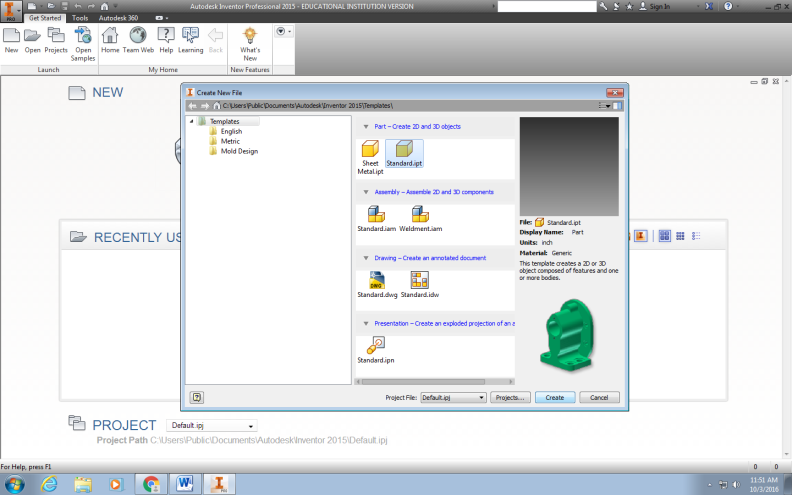 Autodesk Inventor Professional 2015 - EDUCATIONAL INSTITUTION VERSION
Sign In
PRO
Get Started Tools Autodesk 360
New Open Projects Open Samples Home Team Web Help Learning Back What's New
Launch My Home New Features
NEW
Create New File
C:\Users\Public\Documents\Autodesk\Inventor 2015\Templates\
Templates
English
Metric
Mold Design
Part – Create 2D and 3D objects
Sheet Metal.ipt
Standard.ipt
Assembly – Assemble 2D and 3D components
Standard.iam Weldment.iam
Drawing – Create an annotated document
DWG
Standard.dwg Standard.idw
Presentation – Create an exploded projection of an a
Standard.ipn
File: Standard.ipt
Display Name: Part
Units: inch
Material: Generic
This template creates a 2D or 3D
object composed of features and one
or more bodies.
RECENTLY US
Project File: Default.ipj Projects... Create Cancel
PROJECT Default.ipj
Project Path C:\Users\Public\Documents\Autodesk\Inventor 2015\Default.ipj
For Help, press F1
0 0
11:51 AM
10/3/2016